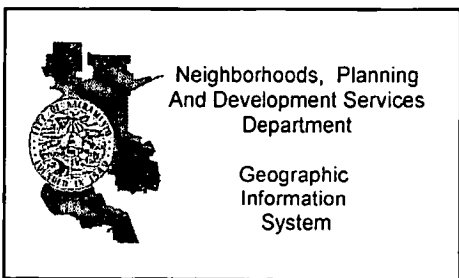 Neighborhoods, Planning
And Development Services
Department
Geographic
Information
System